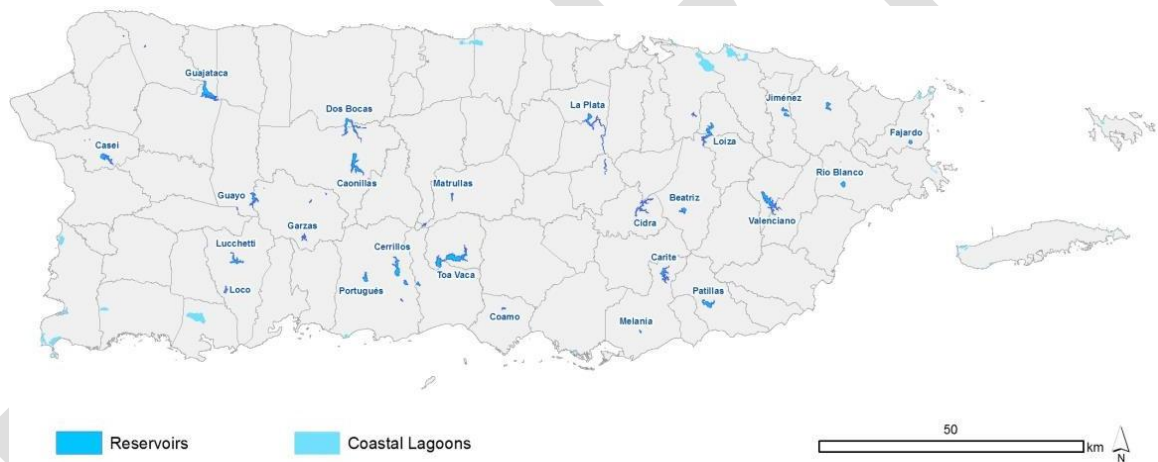 Guajataca
Dos Bocas
La Plata
Jiménez
Fajardo
Casei
Loiza
Caonillas
Matrullas
Rio Blanco
Guayo
Beatriz
Valenciano
Garzas
Cidra
Lucchetti
Cerrillos
Carite
Toa Vaca
Loco
Portugués
Patillas
Coamo
Melania
Reservoirs
Coastal Lagoons
50
km
N